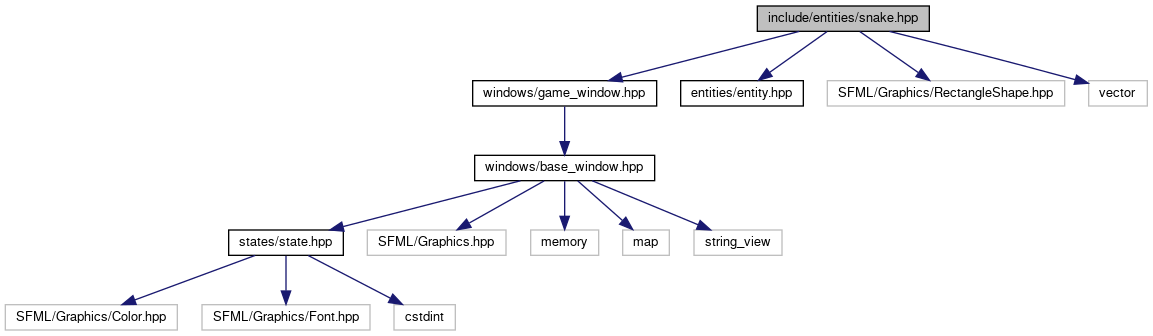 include/entities/snake.hpp
windows/game_window.hpp
entities/entity.hpp
SFML/Graphics/RectangleShape.hpp
vector
windows/base_window.hpp
states/state.hpp
SFML/Graphics.hpp
memory
map
string_view
SFML/Graphics/Color.hpp
SFML/Graphics/Font.hpp
cstdint